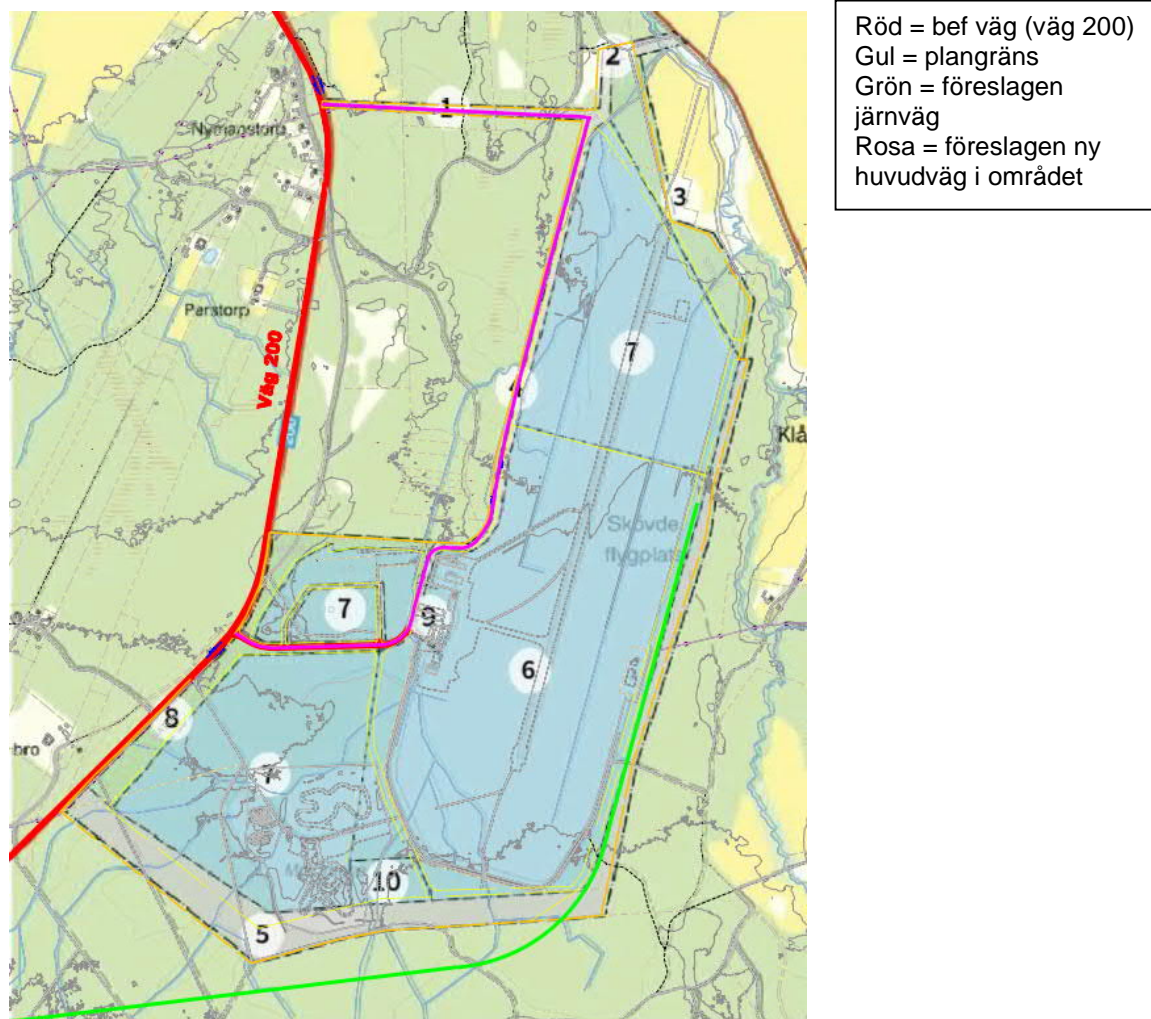 Röd = bef väg (väg 200)
Gul = plangräns
Grön = föreslagen
järnväg
Rosa = föreslagen ny
huvudväg i området
2
1
Nymanstorp
3
Parstorp
Väg 200
7
4
Klå
Skövde
flygplats
7
9
6
8
bro
7
10
5